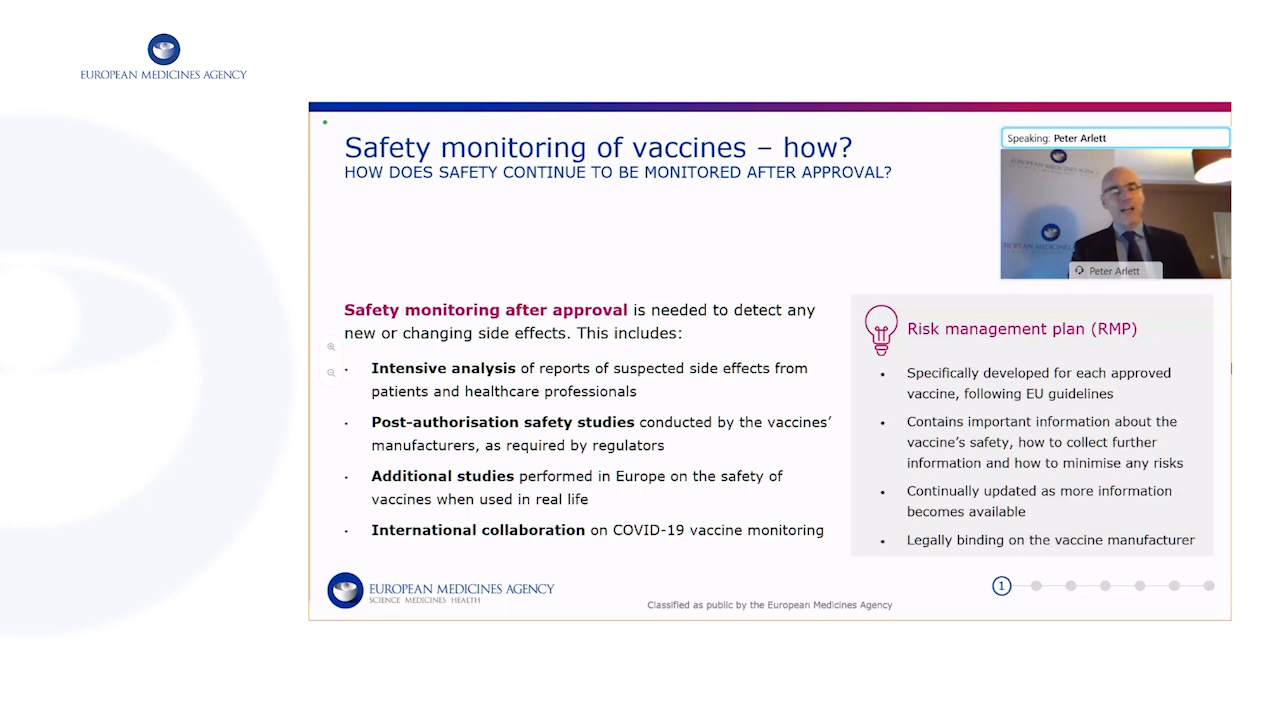 EUROPEAN MEDICINES AGENCY
Safety monitoring of vaccines – how?
HOW DOES SAFETY CONTINUE TO BE MONITORED AFTER APPROVAL?
Speaking: Peter Arlett
EUROPEAN MEDICINES AGENCY
EUROPEAN MEDICINES
Peter Arlett
Safety monitoring after approval is needed to detect any
new or changing side effects. This includes:
• Intensive analysis of reports of suspected side effects from
patients and healthcare professionals
• Post-authorisation safety studies conducted by the vaccines’
manufacturers, as required by regulators
• Additional studies performed in Europe on the safety of
vaccines when used in real life
• International collaboration on COVID-19 vaccine monitoring
Risk management plan (RMP)
• Specifically developed for each approved
vaccine, following EU guidelines
• Contains important information about the
vaccine’s safety, how to collect further
information and how to minimise any risks
• Continually updated as more information
becomes available
• Legally binding on the vaccine manufacturer
EUROPEAN MEDICINES AGENCY
SCIENCE MEDICINES HEALTH
Classified as public by the European Medicines Agency
1